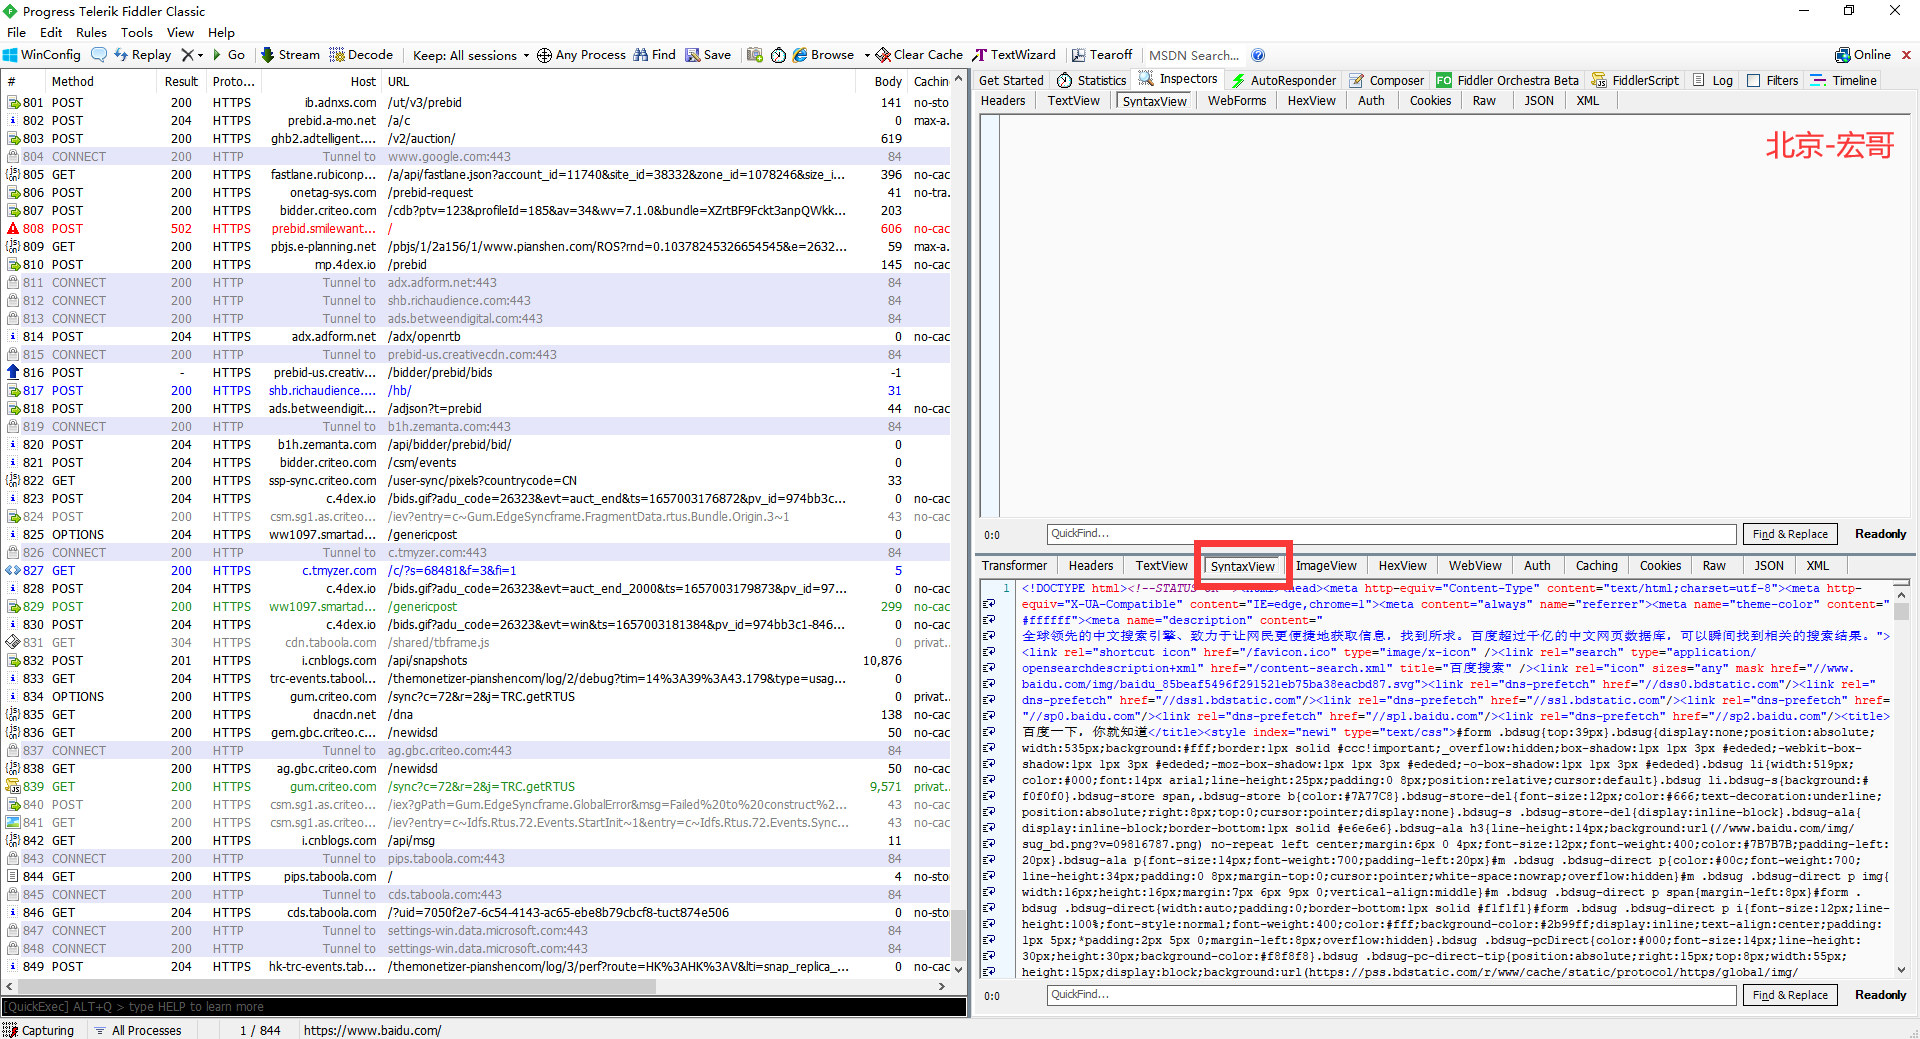 Progress Telerik Fiddler Classic
File Edit Rules Tools View Help
WinConfig Replay Go Stream Decode Keep: All sessions Any Process Find Save Browse Clear Cache TextWizard Tearoff MSDN Search... Online
# Method Result Proto... Host URL Body Cachin
801 POST 200 HTTPS ib.adnxs.com /ut/v3/prebid 141 no-sto
802 POST 204 HTTPS prebid.a-mo.net /a/c 0 max-a.
803 POST 200 HTTPS ghb2.adtelligent.... /v2/auction/ 619
804 CONNECT 200 HTTP Tunnel to www.google.com:443 84
805 GET 200 HTTPS fastlane.rubiconp... /a/api/fastlane.json?account_id=11740&site_id=38332&zone_id=1078246&size_i... 396 no-cac
806 POST 200 HTTPS onetag-sys.com /prebid-request 41 no-tra.
807 POST 200 HTTPS bidder.criteo.com /cdb?ptv=123&profileId=185&av=34&wv=7.1.0&bundle=XZrtBF9Fckt3anpQWkk... 203
808 POST 502 HTTPS prebid.smilewant... / 606 no-cac
809 GET 200 HTTPS pbjs.e-planning.net /pbjs/1/2a156/1/www.pianshen.com/ROS?rnd=0.10378245326654545&e=2632... 59 max-a.
810 POST 200 HTTPS mp.4dex.io /prebid 145 no-cac
811 CONNECT 200 HTTP Tunnel to adx.adform.net:443 84
812 CONNECT 200 HTTP Tunnel to shb.richaudience.com:443 84
813 CONNECT 200 HTTP Tunnel to ads.betweendigital.com:443 84
814 POST 204 HTTPS adx.adform.net /adx/openrtb 0 no-cac
815 CONNECT 200 HTTP Tunnel to prebid-us.creativecdn.com:443 84
816 POST - HTTPS prebid-us.creativ... /bidder/prebid/bids -1
817 POST 200 HTTPS shb.richaudience.... /hb/ 31
818 POST 200 HTTPS ads.betweendigit... /adjson?t=prebid 44 no-cac
819 CONNECT 200 HTTP Tunnel to b1h.zemanta.com:443 84
820 POST 204 HTTPS b1h.zemanta.com /api/bidder/prebid/bid/ 0
821 POST 204 HTTPS bidder.criteo.com /csm/events 0
822 GET 200 HTTPS ssp-sync.criteo.com /user-sync/pixels?countrycode=CN 33
823 POST 204 HTTPS c.4dex.io /bids.gif?adu_code=26323&evt=auct_end&ts=1657003176872&pv_id=974bb3c... 0 no-cac
824 POST 200 HTTPS csm.sg1.as.criteo... /iev?entry=c~Gum.EdgeSyncframe.FragmentData.rtus.Bundle.Origin.3~1 43 no-cac
825 OPTIONS 204 HTTPS ww1097.smartad... /genericpost 0
826 CONNECT 200 HTTP Tunnel to c.tmyzer.com:443 84
827 GET 200 HTTPS c.tmyzer.com /c/?s=68481&f=3&fi=1 5
828 POST 204 HTTPS c.4dex.io /bids.gif?adu_code=26323&evt=auct_end_2000&ts=1657003179873&pv_id=97... 0 no-cac
829 POST 200 HTTPS ww1097.smartad... /genericpost 299 no-cac
830 POST 204 HTTPS c.4dex.io /bids.gif?adu_code=26323&evt=win&ts=1657003181384&pv_id=974bb3c1-846... 0 no-cac
831 GET 304 HTTPS cdn.taboola.com /shared/tbframe.js 0 privat..
832 POST 201 HTTPS i.cnblogs.com /api/snapshots 10,876
833 GET 204 HTTPS trc-events.tabool... /themonetizer-pianshencom/log/2/debug?tim=14%3A39%3A43.179&type=usag... 0 no-cac
834 OPTIONS 204 HTTPS gum.criteo.com /sync?c=72&r=2&j=TRC.getRTUS 0 privat..
835 GET 200 HTTPS dnacdn.net /dna 138 no-cac
836 GET 200 HTTPS gem.gbc.criteo.c... /newidsd 50 no-cac
837 CONNECT 200 HTTP Tunnel to ag.gbc.criteo.com:443 84
838 GET 200 HTTPS ag.gbc.criteo.com /newidsd 50 no-cac
839 GET 200 HTTPS gum.criteo.com /sync?c=72&r=2&j=TRC.getRTUS 9,571 privat..
840 POST 200 HTTPS csm.sg1.as.criteo... /iex?gPath=Gum.EdgeSyncframe.GlobalError&msg=Failed%20to%20construct%2... 43 no-cac
841 GET 200 HTTPS csm.sg1.as.criteo... /iev?entry=c~Idfs.Rtus.72.Events.StartInit~1&entry=c~Idfs.Rtus.72.Events.Sync... 43 no-cac
842 GET 200 HTTPS i.cnblogs.com /api/msg 11
843 CONNECT 200 HTTP Tunnel to pips.taboola.com:443 84
844 GET 200 HTTPS pips.taboola.com / 4 no-sto
845 CONNECT 200 HTTP Tunnel to cds.taboola.com:443 84
846 GET 204 HTTPS cds.taboola.com /?uid=7050f2e7-6c54-4143-ac65-ebe8b79cbcf8-tuct874e506 0 no-sto
847 CONNECT 200 HTTP Tunnel to settings-win.data.microsoft.com:443 84
848 CONNECT 200 HTTP Tunnel to settings-win.data.microsoft.com:443 84
849 POST 204 HTTPS hk-trc-events.tab... /themonetizer-pianshencom/log/3/perf?route=HK%3AHK%3AV&lti=snap_replica_... 0 no-cac
[QuickExec] ALT+Q > type HELP to learn more
Capturing All Processes 1 / 844 https://www.baidu.com/
Get Started Statistics Inspectors AutoResponder Composer FO Fiddler Orchestra Beta FiddlerScript Log Filters Timeline
Headers TextView SyntaxView WebForms HexView Auth Cookies Raw JSON XML
北京-宏哥
0:0 QuickFind... Find & Replace Readonly
Transformer Headers TextView SyntaxView ImageView HexView WebView Auth Caching Cookies Raw JSON XML
1 <!DOCTYPE html><!--STATUS
<meta http-equiv="Content-Type" content="text/html;charset=utf-8"><meta http-
equiv="X-UA-Compatible" content="IE=edge,chrome=1"><meta content="always" name="referrer"><meta name="theme-color" content="
#ffffff"><meta name="description" content="
全球领先的中文搜索引擎、致力于让网民更便捷地获取信息，找到所求。百度超过千亿的中文网页数据库，可以瞬间找到相关的搜索结果。">
<link rel="shortcut icon" href="/favicon.ico" type="image/x-icon" /><link rel="search" type="application/
opensearchdescription+xml" href="/content-search.xml" title="百度搜索" /><link rel="icon" sizes="any" mask href="//www.
baidu.com/img/baidu_85beaf5496f291521eb75ba38eacbd87.svg"><link rel="dns-prefetch" href="//dss0.bdstatic.com"/><link rel="
dns-prefetch" href="//dss1.bdstatic.com"/><link rel="dns-prefetch" href="//ss1.bdstatic.com"/><link rel="dns-prefetch" href=
"//sp0.baidu.com"/><link rel="dns-prefetch" href="//sp1.baidu.com"/><link rel="dns-prefetch" href="//sp2.baidu.com"/><title>
百度一下，你就知道</title><style index="newi" type="text/css">#form .bdsug{top:39px}.bdsug{display:none;position:absolute;
width:535px;background:#fff;border:1px solid #ccc!important;_overflow:hidden;box-shadow:1px 1px 3px #ededed;-webkit-box-
shadow:1px 1px 3px #ededed;-moz-box-shadow:1px 1px 3px #ededed;-o-box-shadow:1px 1px 3px #ededed}.bdsug li{width:519px;
color:#000;font:14px arial;line-height:25px;padding:0 8px;position:relative;cursor:default}.bdsug li.bdsug-s{background:#
f0f0f0}.bdsug-store span,.bdsug-store b{color:#7A77C8}.bdsug-store-del{font-size:12px;color:#666;text-decoration:underline;
position:absolute;right:8px;top:0;cursor:pointer;display:none}.bdsug-s .bdsug-store-del{display:inline-block}.bdsug-ala{
display:inline-block;border-bottom:1px solid #e6e6e6}.bdsug-ala h3{line-height:14px;background:url(//www.baidu.com/img/
sug_bd.png?v=09816787.png) no-repeat left center;margin:6px 0 4px;font-size:12px;font-weight:400;color:#7B7B7B;padding-left:
20px}.bdsug-ala p{font-size:14px;font-weight:700;padding-left:20px}#m .bdsug .bdsug-direct p{color:#00c;font-weight:700;
line-height:34px;padding:0 8px;margin-top:0;cursor:pointer;white-space:nowrap;overflow:hidden}#m .bdsug .bdsug-direct p img{
width:16px;height:16px;margin:7px 6px 9px 0;vertical-align:middle}#m .bdsug .bdsug-direct p span{margin-left:8px}#form .
bdsug .bdsug-direct{width:auto;padding:0;border-bottom:1px solid #f1f1f1}#form .bdsug .bdsug-direct p i{font-size:12px;line-
height:100%;font-style:normal;font-weight:400;color:#fff;background-color:#2b99ff;display:inline;text-align:center;padding:
1px 5px;*padding:2px 5px 0;margin-left:8px;overflow:hidden}.bdsug .bdsug-pcDirect{color:#000;font-size:14px;line-height:
30px;height:30px;background-color:#f8f8f8}.bdsug .bdsug-pc-direct-tip{position:absolute;right:15px;top:8px;width:55px;
height:15px;display:block;background:url(https://pss.bdstatic.com/r/www/cache/static/protocol/https/global/img/
0:0 QuickFind... Find & Replace Readonly